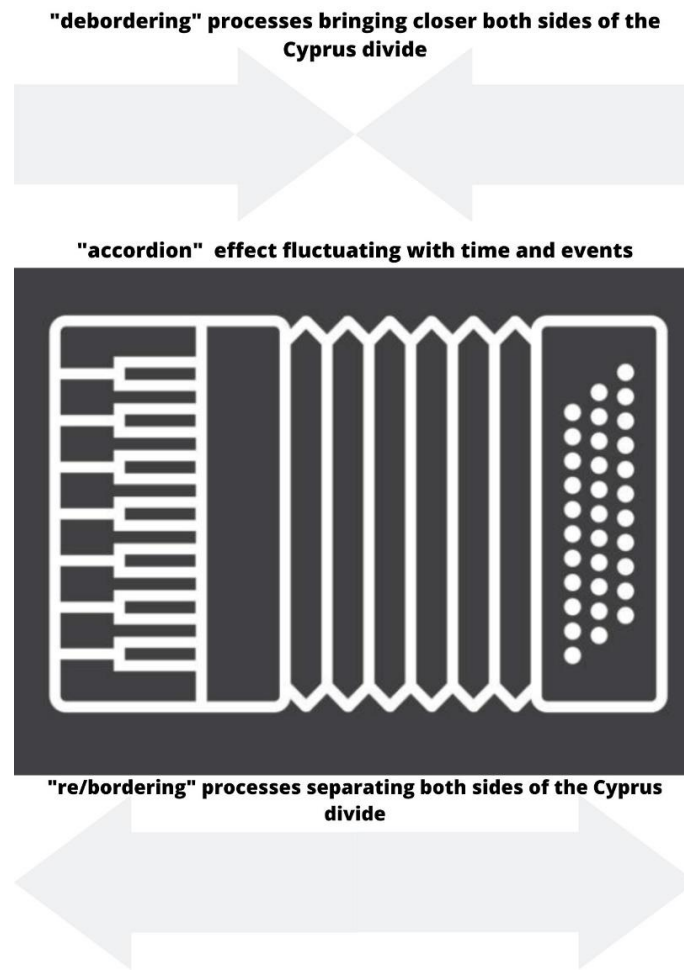 "debordering" processes bringing closer both sides of the
Cyprus divide
"accordion"  effect fluctuating with time and events
"re/bordering" processes separating both sides of the Cyprus
divide